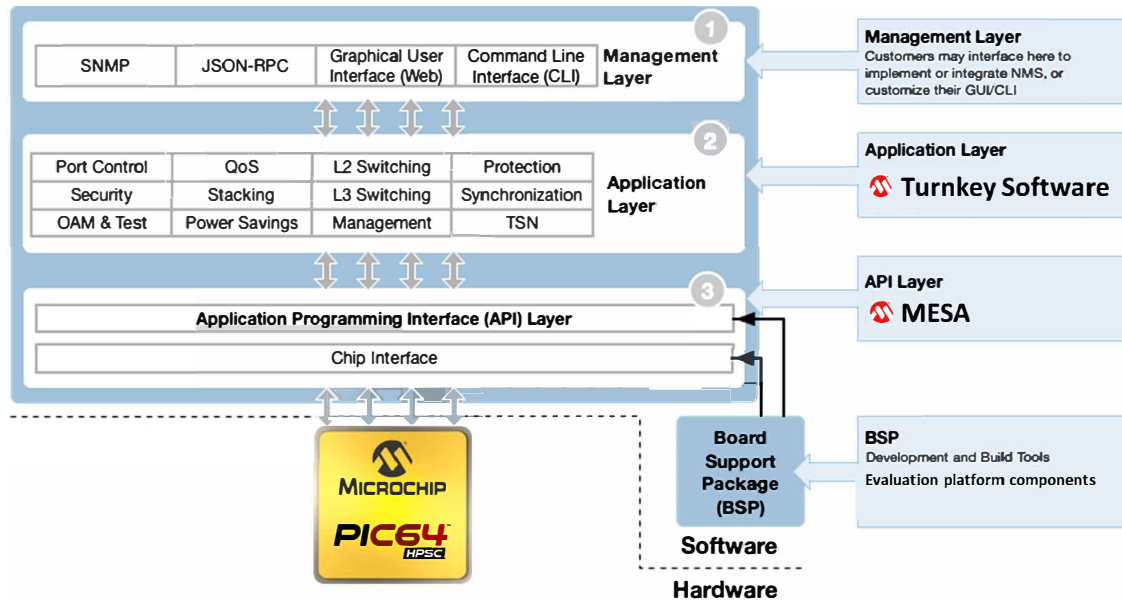 1
SNMP
JSON-RPC
Graphical User
Interface (Web)
Command Line
Interface (CLI)
Management
Layer
Management Layer
Customers may interface here to
implement or integrate NMS, or
customize their GUI/CLI
2
Port Control
QoS
L2 Switching
Protection
Security
Stacking
L3 Switching
Synchronization
OAM & Test
Power Savings
Management
TSN
Application
Layer
Application Layer
Turnkey Software
3
Application Programming Interface (API) Layer
Chip Interface
API Layer
MESA
MICROCHIP
PIC64™
HPSC
Board
Support
Package
(BSP)
BSP
Development and Build Tools
Evaluation platform components
Software
Hardware